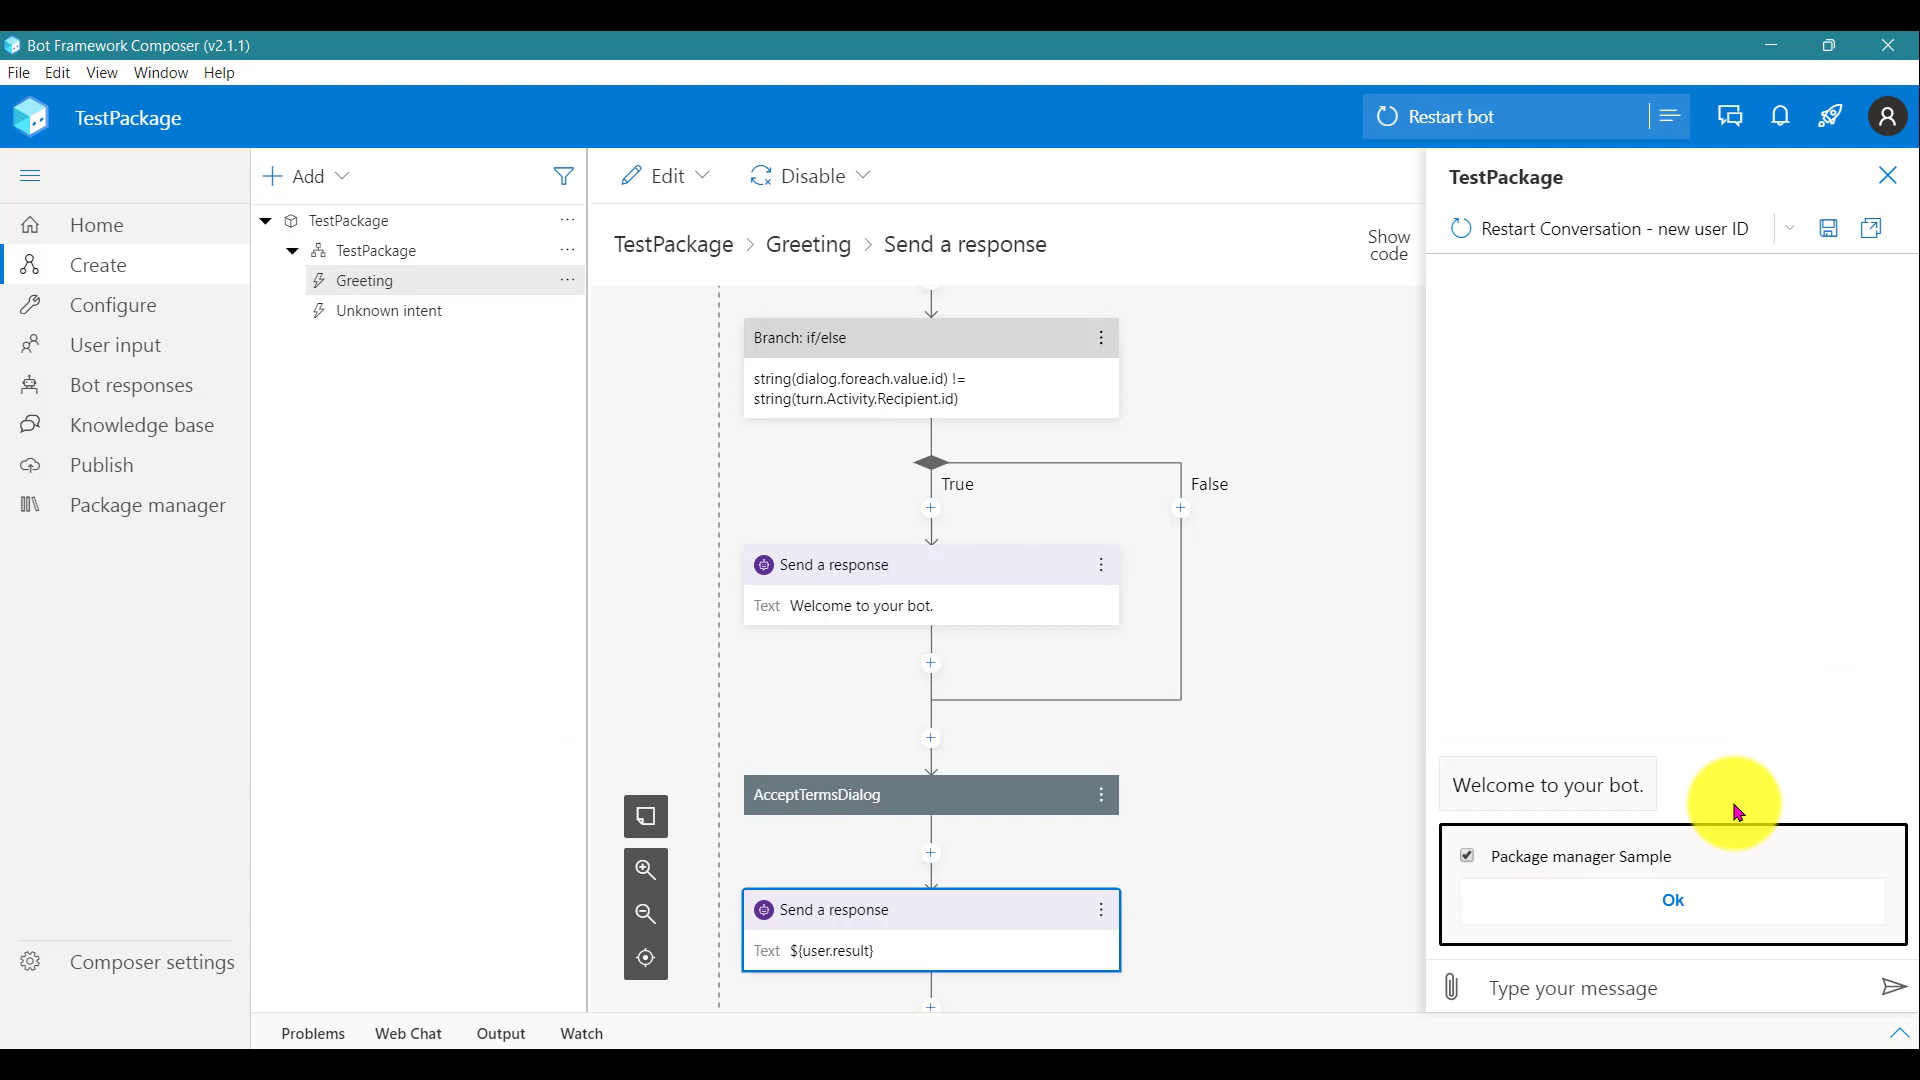 Bot Framework Composer (v2.1.1)
File Edit View Window Help
TestPackage
Restart bot
Home
Create
Configure
User input
Bot responses
Knowledge base
Publish
Package manager
Composer settings
Add
TestPackage
TestPackage
Greeting
Unknown intent
Edit
Disable
TestPackage > Greeting > Send a response
Show
code
Branch: if/else
string(dialog.foreach.value.id) !=
string(turn.Activity.Recipient.id)
True
False
Send a response
Text Welcome to your bot.
AcceptTermsDialog
Send a response
Text ${user.result}
TestPackage
Restart Conversation - new user ID
Welcome to your bot.
Package manager Sample
Ok
Type your message
Problems Web Chat Output Watch